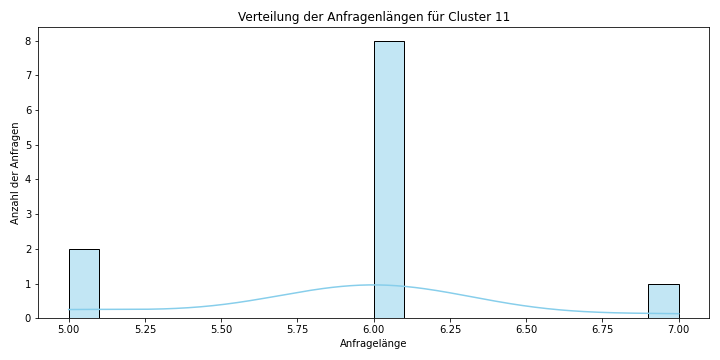 Verteilung der Anfragenlängen für Cluster 11
Anzahl der Anfragen
8
7
6
5
4
3
2
1
0
5.00 5.25 5.50 5.75 6.00 6.25 6.50 6.75 7.00
Anfragelänge